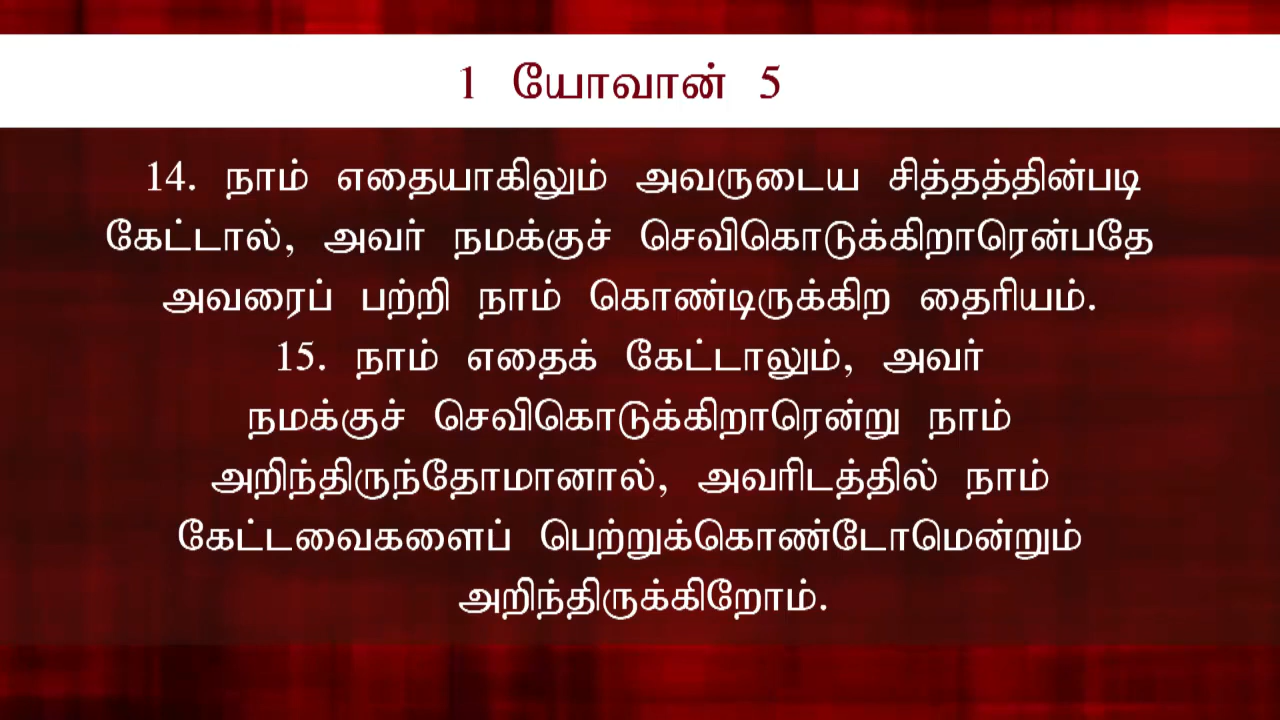 1 யோவான் 5
14. நாம் எதையாகிலும் அவருடைய சித்தத்தின்படி
கேட்டால், அவர் நமக்குச் செவிகொடுக்கிறாரென்பதே
அவரைப் பற்றி நாம் கொண்டிருக்கிற தைரியம்.
15. நாம் எதைக் கேட்டாலும், அவர்
நமக்குச் செவிகொடுக்கிறாரென்று நாம்
அறிந்திருந்தோமானால், அவரிடத்தில் நாம்
கேட்டவைகளைப் பெற்றுக்கொண்டோமென்றும்
அறிந்திருக்கிறோம்.